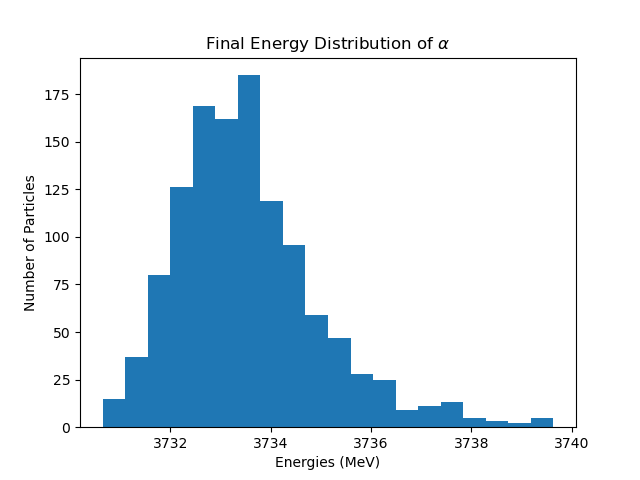 Final Energy Distribution of α
175
150
125
100
75
50
25
0
Number of Particles
3732 3734 3736 3738 3740
Energies (MeV)